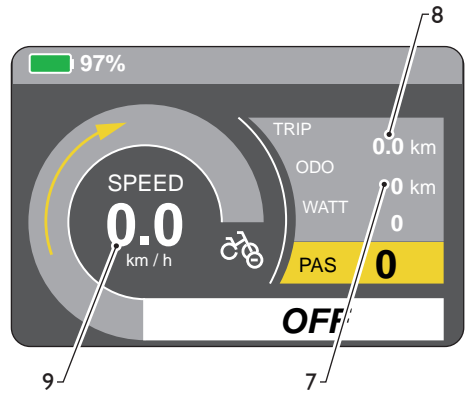 8
97%
TRIP
0.0 km
ODO
0 km
WATT
0
SPEED
0.0
km / h
PAS 0
OFF
9
7